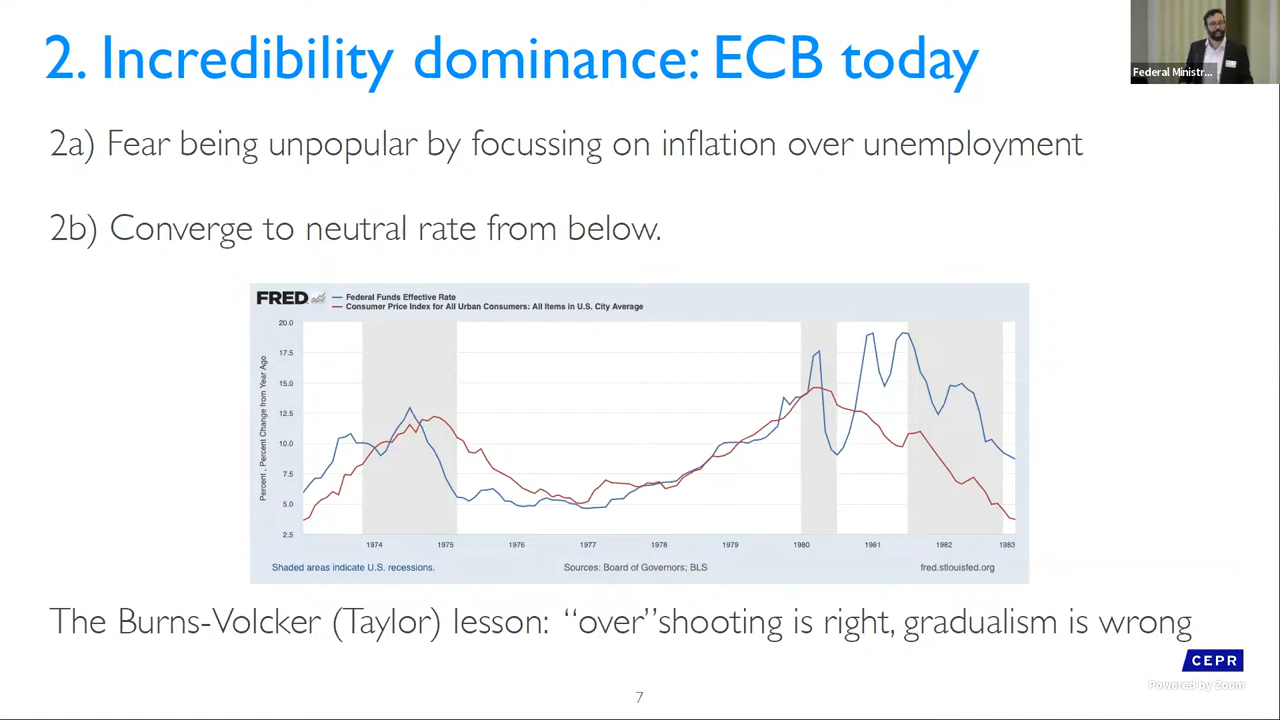 2. Incredibility dominance: ECB today
Federal Ministr...
2a) Fear being unpopular by focussing on inflation over unemployment
2b) Converge to neutral rate from below.
FRED
Federal Funds Effective Rate
Consumer Price Index for All Urban Consumers: All Items in U.S. City Average
Percent , Percent Change from Year Ago
20.0
17.5
15.0
12.5
10.0
7.5
5.0
2.5
1974 1975 1976 1977 1978 1979 1980 1981 1982 1983
Shaded areas indicate U.S. recessions. Sources: Board of Governors; BLS fred.stlouisfed.org
The Burns-Volcker (Taylor) lesson: “over”shooting is right, gradualism is wrong
CEPR
Powered by Zoom
7